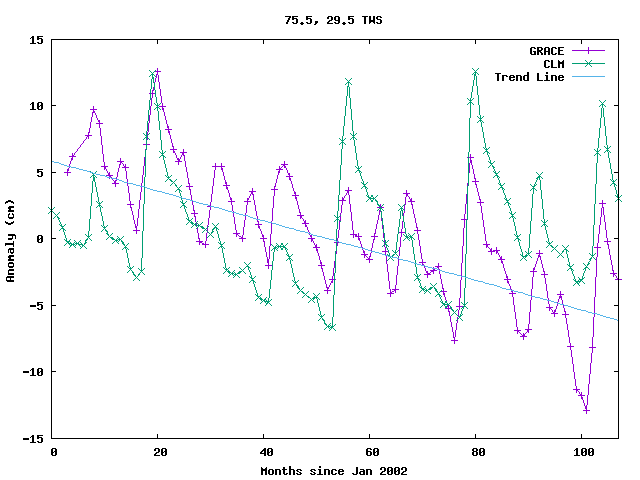 75.5, 29.5 TWS
GRACE
CLM
Trend Line
15
10
5
0
-5
-10
-15
Anomaly (cm)
0 20 40 60 80 100
Months since Jan 2002